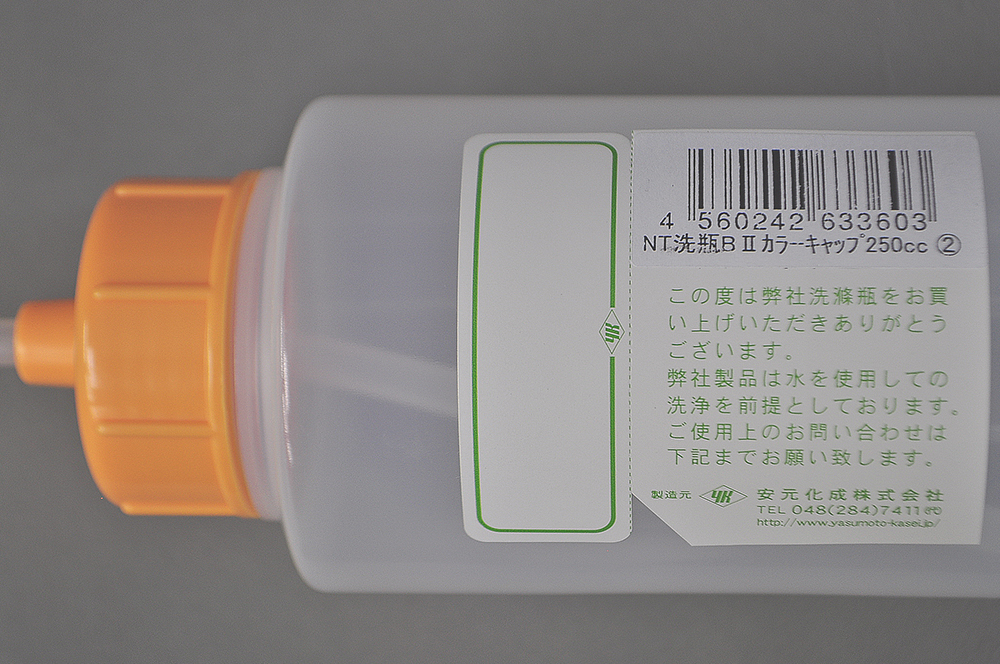 4 560242 633603
NT洗瓶BⅡカラーキャップ250cc ②
この度は弊社洗滌瓶をお買
い上げいただきありがとう
ございます。
弊社製品は水を使用しての
洗浄を前提としております。
ご使用上のお問い合わせは
下記までお願い致します。
製造元 YK 安元化成株式会社
TEL 048(284)7411㈹
http://www.yasumoto-kasei.jp/
YK